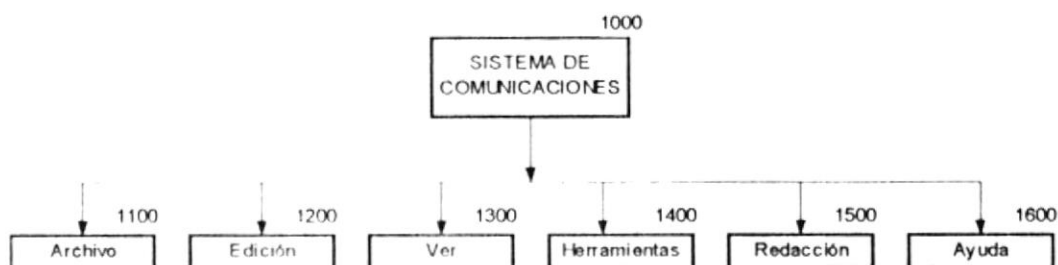 1000
SISTEMA DE
COMUNICACIONES
1100 1200 1300 1400 1500 1600
Archivo Edición Ver Herramientas Redacción Ayuda